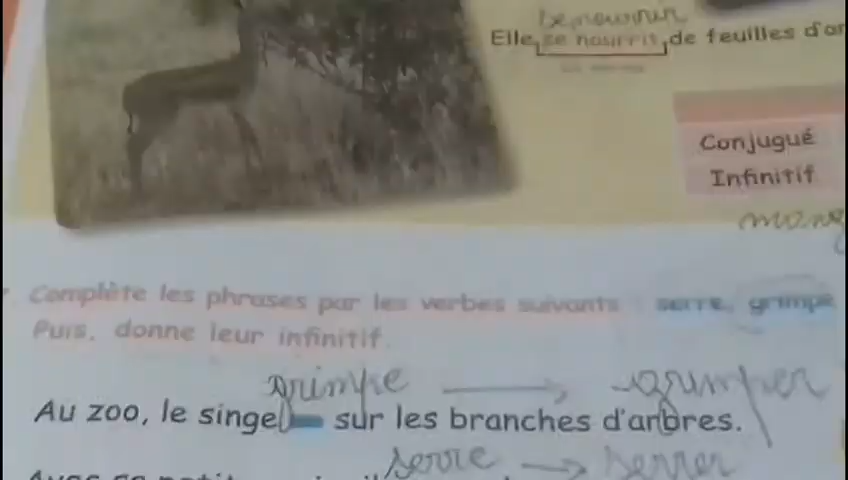 Se nourrir
Elle se nourrit de feuilles d'ar
Conjugué
Infinitif
mang
Complète les phrases par les verbes suivants : serre, grimpe
Puis, donne leur infinitif.
grimpe → grimper
Au zoo, le singe sur les branches d'arbres.
serre → serrer